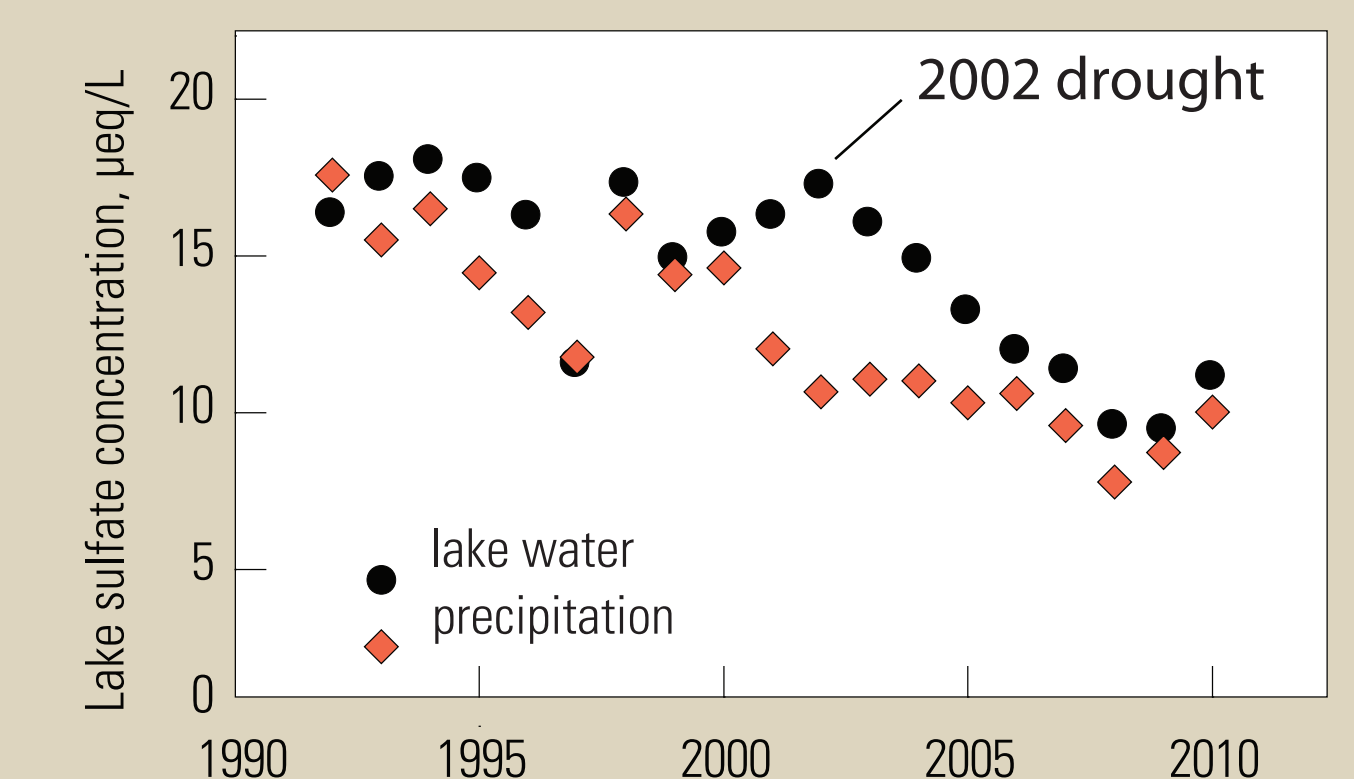 Lake sulfate concentration, µeq/L
20
15
10
5
0
2002 drought
lake water
precipitation
1990 1995 2000 2005 2010